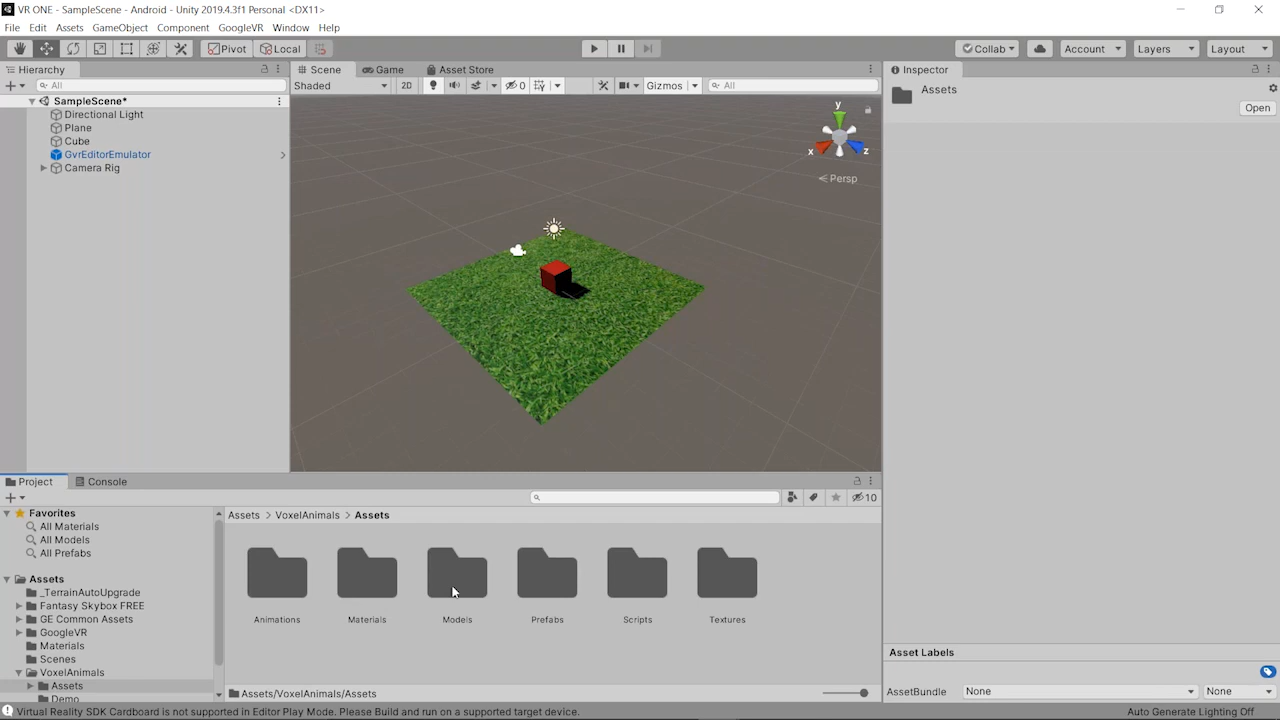 VR ONE - SampleScene - Android - Unity 2019.4.3f1 Personal <DX11>
File Edit Assets GameObject Component GoogleVR Window Help
Pivot Local Collab Account Layers Layout
Hierarchy
All
SampleScene*
Directional Light
Plane
Cube
GvrEditorEmulator
Camera Rig
Scene Game Asset Store
Shaded 2D 0 Gizmos All
y
x z
Persp
Inspector
Assets
Open
Project Console
10
Favorites
All Materials
All Models
All Prefabs
Assets
_TerrainAutoUpgrade
Fantasy Skybox FREE
GE Common Assets
GoogleVR
Materials
Scenes
VoxelAnimals
Assets
Demo
Assets > VoxelAnimals > Assets
Animations Materials Models Prefabs Scripts Textures
Assets/VoxelAnimals/Assets
Asset Labels
AssetBundle None None
Virtual Reality SDK Cardboard is not supported in Editor Play Mode. Please Build and run on a supported target device.
Auto Generate Lighting Off